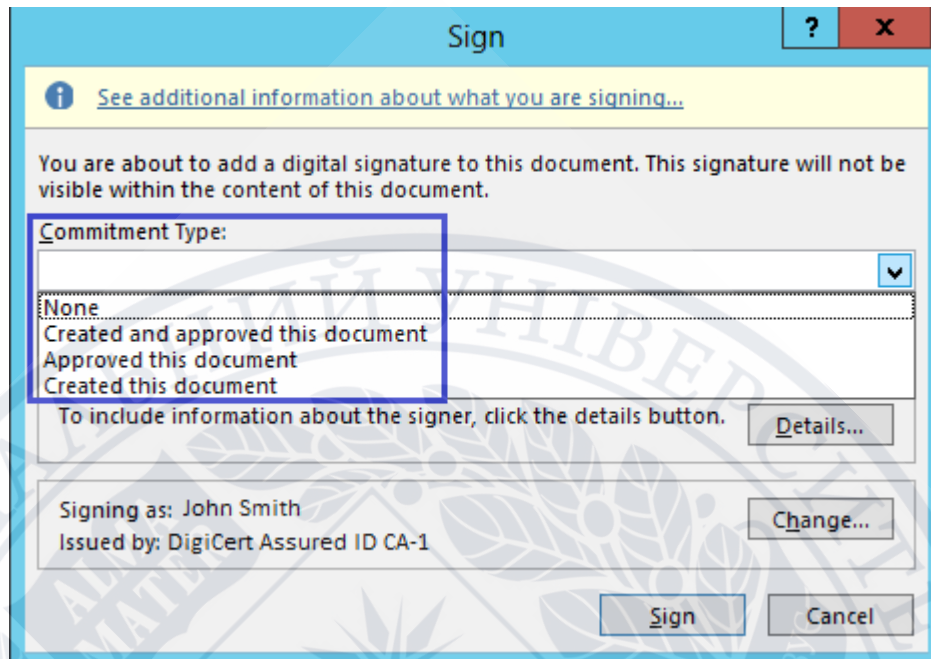 Sign
?
x
i
See additional information about what you are signing...
You are about to add a digital signature to this document. This signature will not be
visible within the content of this document.
Commitment Type:
None
Created and approved this document
Approved this document
Created this document
To include information about the signer, click the details button.
Details...
Signing as: John Smith
Change...
Issued by: DigiCert Assured ID CA-1
Sign
Cancel
УНІВЕРСИТЕ
ALMA
MATER